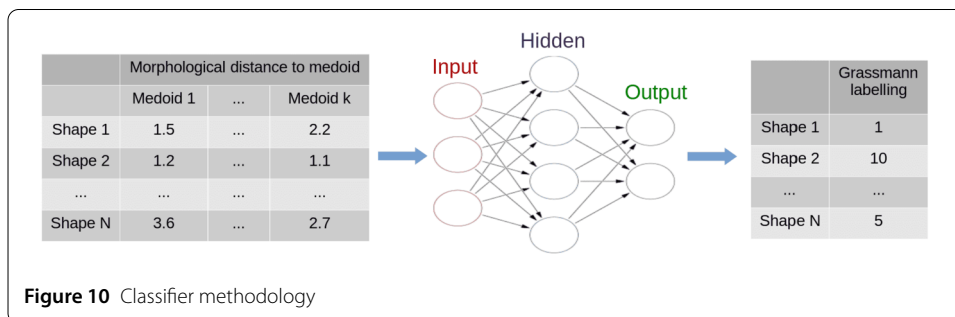 Morphological distance to medoid
Medoid 1 ... Medoid k
Shape 1 1.5 ... 2.2
Shape 2 1.2 ... 1.1
... ... ...
Shape N 3.6 ... 2.7
Input
Hidden
Output
Grassmann
labelling
Shape 1 1
Shape 2 10
... ...
Shape N 5
Figure 10 Classifier methodology